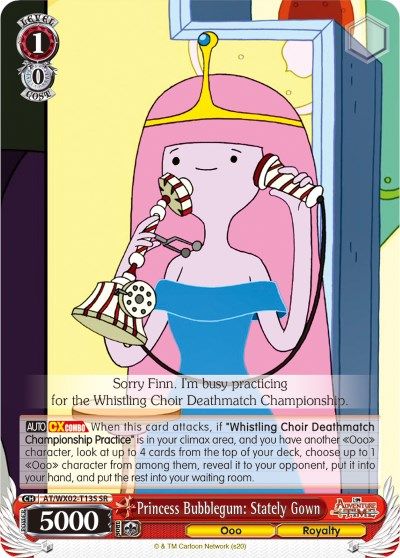 LEVEL
1
0
COST
Sorry Finn. I'm busy practicing
for the Whistling Choir Deathmatch Championship.
AUTO CX COMBO When this card attacks, if "Whistling Choir Deathmatch
Championship Practice" is in your climax area, and you have another «Ooo»
character, look at up to 4 cards from the top of your deck, choose up to 1
«Ooo» character from among them, reveal it to your opponent, put it into
your hand, and put the rest into your waiting room.
CH AT/WX02-T13S SR
POWER 5000
Princess Bubblegum: Stately Gown
Ooo Royalty
ADVENTURE TIME
© & TM Cartoon Network (s20)